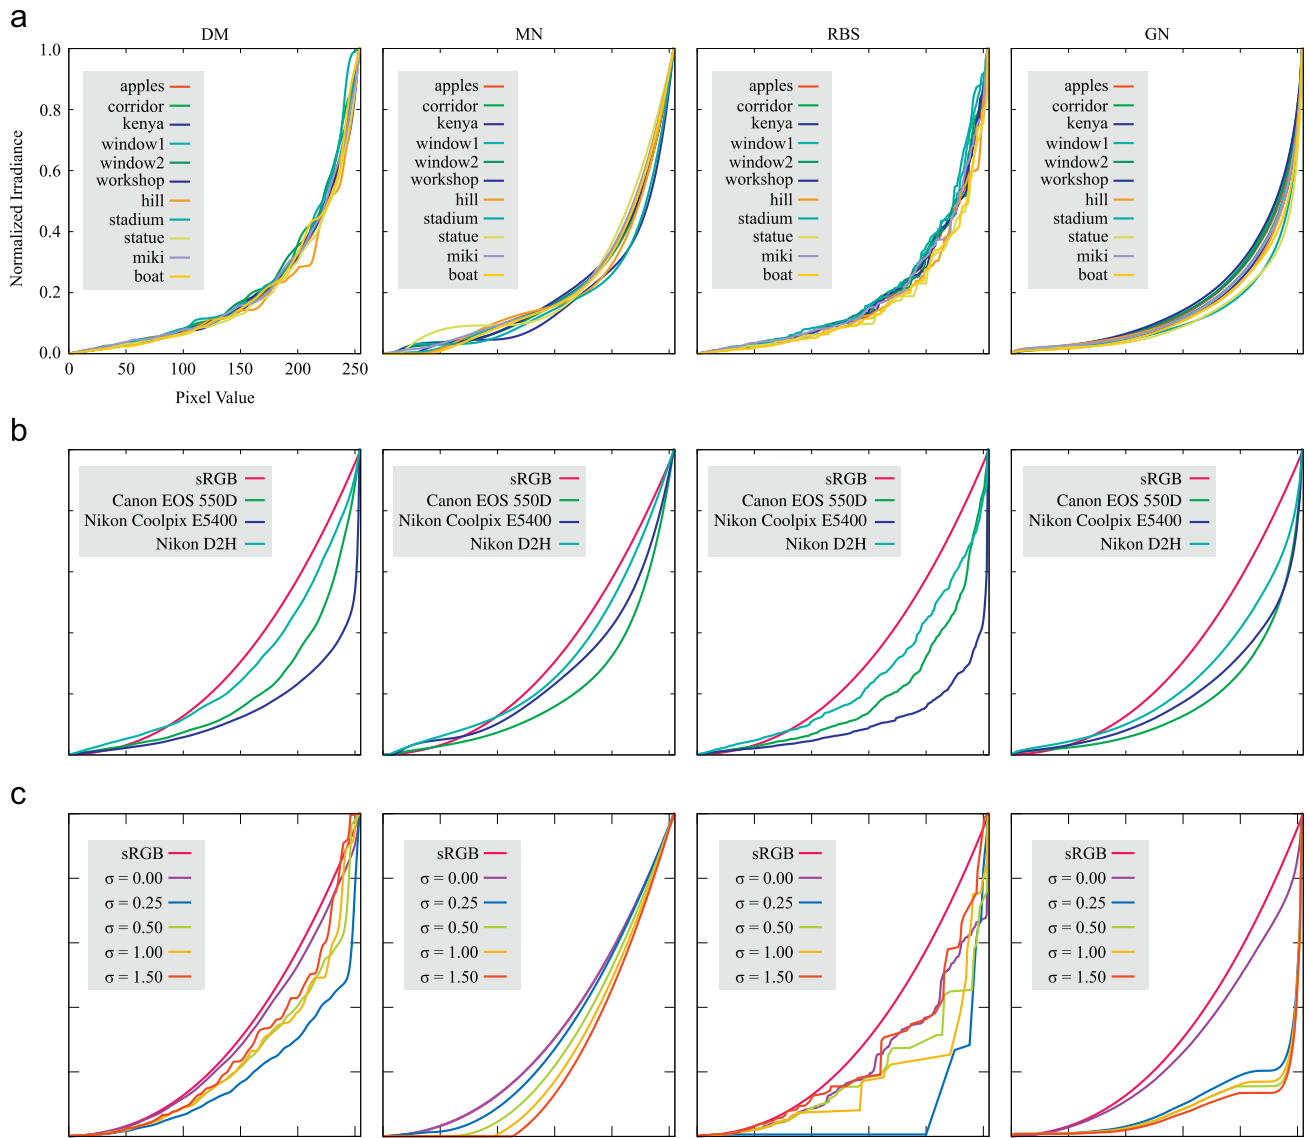 a
DM MN RBS GN
Normalized Irradiance
1.0
0.8
0.6
0.4
0.2
0.0
0 50 100 150 200 250
Pixel Value
apples
corridor
kenya
window1
window2
workshop
hill
stadium
statue
miki
boat
apples
corridor
kenya
window1
window2
workshop
hill
stadium
statue
miki
boat
apples
corridor
kenya
window1
window2
workshop
hill
stadium
statue
miki
boat
apples
corridor
kenya
window1
window2
workshop
hill
stadium
statue
miki
boat
b
sRGB
Canon EOS 550D
Nikon Coolpix E5400
Nikon D2H
sRGB
Canon EOS 550D
Nikon Coolpix E5400
Nikon D2H
sRGB
Canon EOS 550D
Nikon Coolpix E5400
Nikon D2H
sRGB
Canon EOS 550D
Nikon Coolpix E5400
Nikon D2H
c
sRGB
σ = 0.00
σ = 0.25
σ = 0.50
σ = 1.00
σ = 1.50
sRGB
σ = 0.00
σ = 0.25
σ = 0.50
σ = 1.00
σ = 1.50
sRGB
σ = 0.00
σ = 0.25
σ = 0.50
σ = 1.00
σ = 1.50
sRGB
σ = 0.00
σ = 0.25
σ = 0.50
σ = 1.00
σ = 1.50